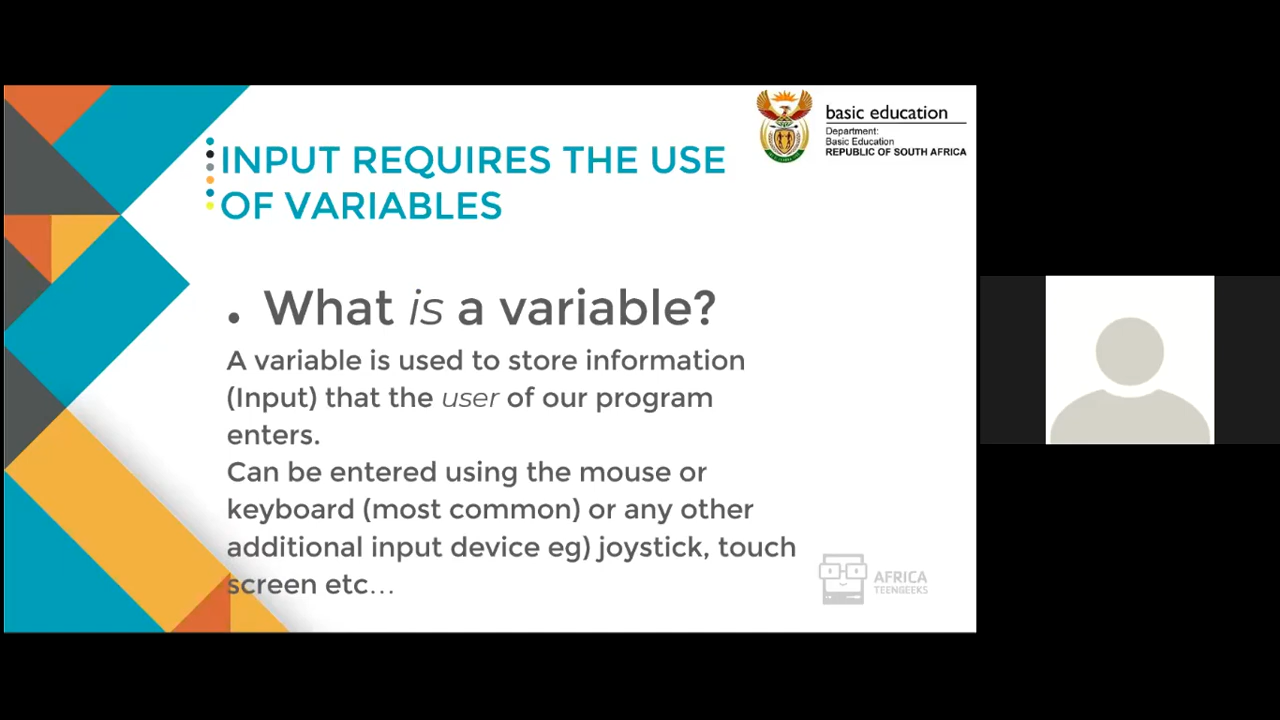 basic education
Department:
Basic Education
REPUBLIC OF SOUTH AFRICA
INPUT REQUIRES THE USE
OF VARIABLES
• What is a variable?
A variable is used to store information
(Input) that the user of our program
enters.
Can be entered using the mouse or
keyboard (most common) or any other
additional input device eg) joystick, touch
screen etc…
AFRICA
TEENGEEKS